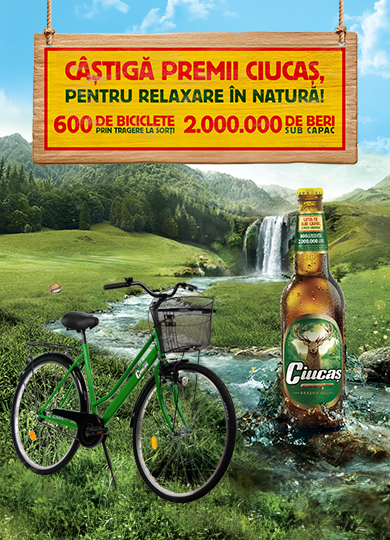 CÂȘTIGĂ PREMII CIUCAȘ,
PENTRU RELAXARE ÎN NATURĂ!
600 DE BICICLETE PRIN TRAGERE LA SORȚI 2.000.000 DE BERI SUB CAPAC
Ciucaș
Ciucaș